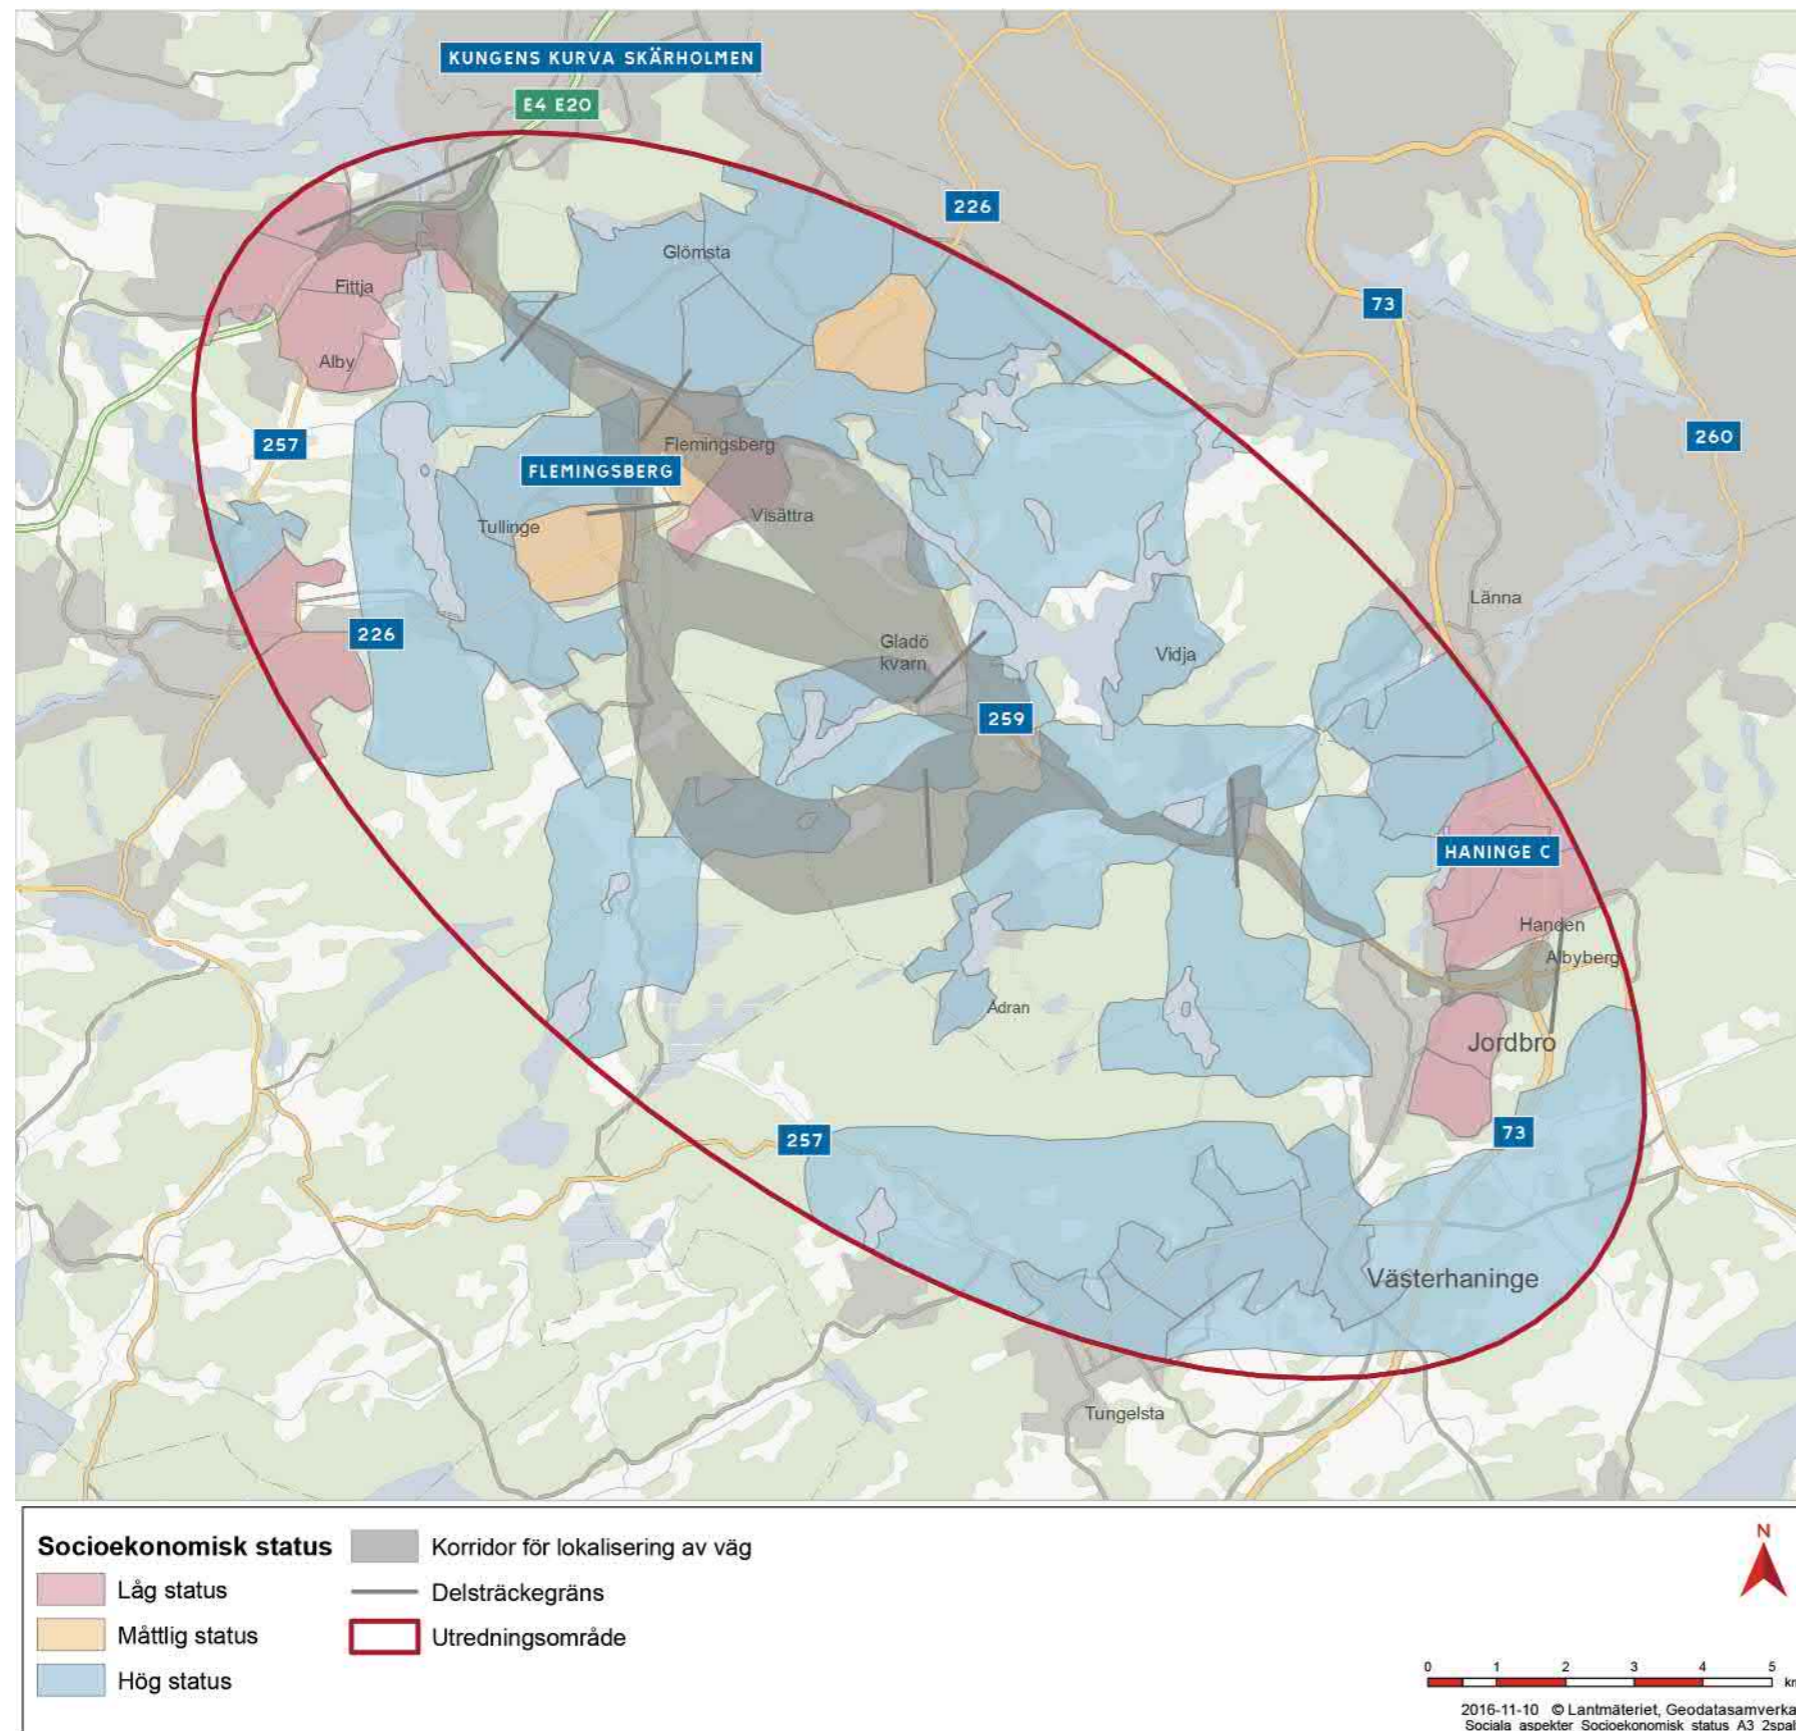 KUNGENS KURVA SKÄRHOLMEN
E4 E20
226
Glömsta
73
Fittja
Alby
257
260
Flemingsberg
FLEMINGSBERG
Tullinge
Visättra
Länna
226
Gladö
kvarn
Vidja
259
HANINGE C
Handen
Albyberg
Ådran
Jordbro
257
73
Västerhaninge
Tungelsta
Socioekonomisk status
Låg status
Måttlig status
Hög status
Korridor för lokalisering av väg
Delsträckegräns
Utredningsområde
N
0 1 2 3 4 5
km
2016-11-10 © Lantmäteriet, Geodatasamverka
Sociala_aspekter_Socioekonomisk_status_A3_2spalt